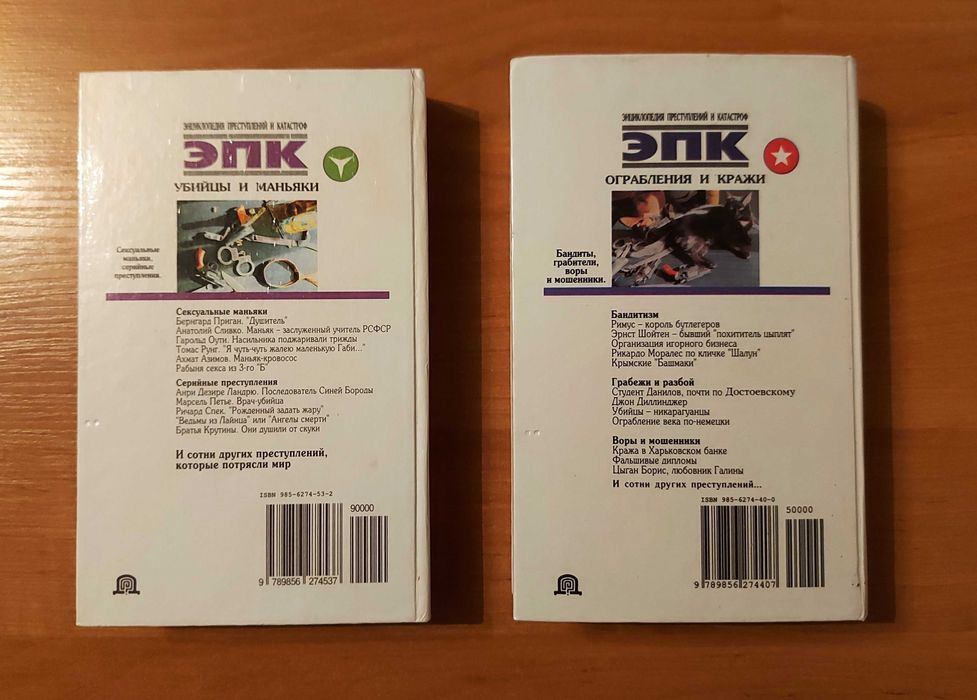 ЭНЦИКЛОПЕДИЯ ПРЕСТУПЛЕНИЙ И КАТАСТРОФ
ЭПК
УБИЙЦЫ И МАНЬЯКИ
Сексуальные
маньяки,
серийные
преступления.
Сексуальные маньяки
Бернгард Приган. "Душитель"
Анатолий Сливко. Маньяк – заслуженный учитель РСФСР
Гарольд Оути. Насильника поджаривали трижды
Томас Рунг. "Я чуть-чуть жалею маленькую Габи..."
Ахмат Азимов. Маньяк-кровосос
Рабыня секса из 3-го "Б"
Серийные преступления
Анри Дезире Ландрю. Последователь Синей Бороды
Марсель Петье. Врач-убийца
Ричард Спек. "Рожденный задать жару"
"Ведьмы из Лайнца" или "Ангелы смерти"
Братья Крутины. Они душили от скуки
И сотни других преступлений,
которые потрясли мир
ISBN 985-6274-53-2
90000
9 789856 274537
ЭНЦИКЛОПЕДИЯ ПРЕСТУПЛЕНИЙ И КАТАСТРОФ
ЭПК
ОГРАБЛЕНИЯ И КРАЖИ
Бандиты,
грабители,
воры
и мошенники.
Бандитизм
Римус – король бутлегеров
Эрнст Шойтен – бывший "похититель цыплят"
Организация игорного бизнеса
Рикардо Моралес по кличке "Шалун"
Крымские "Башмаки"
Грабежи и разбой
Студент Данилов, почти по Достоевскому
Джон Диллинджер
Убийцы – никарагуанцы
Ограбление века по-немецки
Воры и мошенники
Кража в Харьковском банке
Фальшивые дипломы
Цыган Борис, любовник Галины
И сотни других преступлений...
ISBN 985-6274-40-0
50000
9 789856 274407